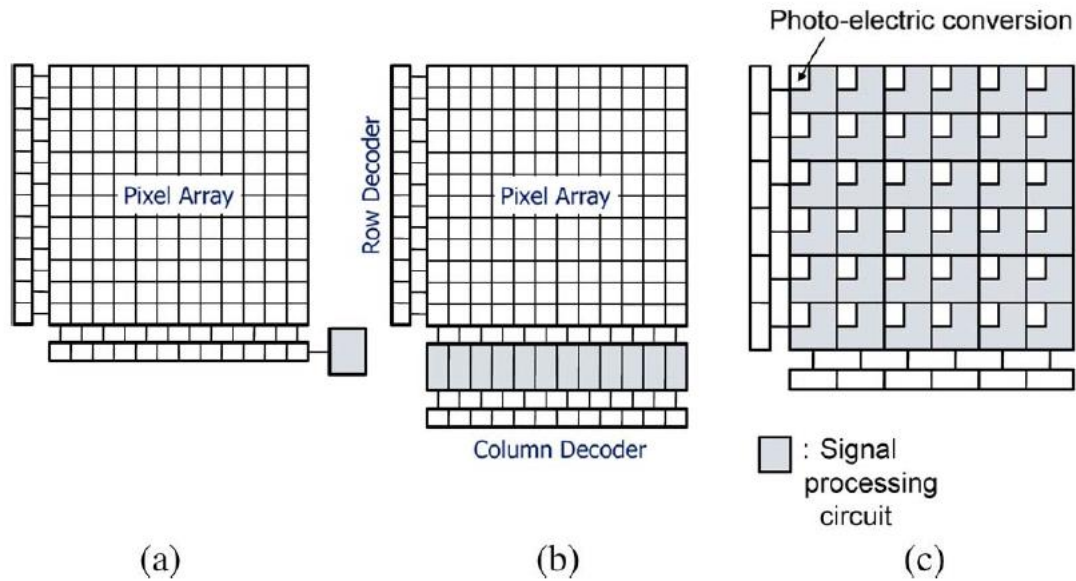 Photo-electric conversion
Pixel Array
Row Decoder
Pixel Array
Column Decoder
: Signal
processing
circuit
(a)
(b)
(c)